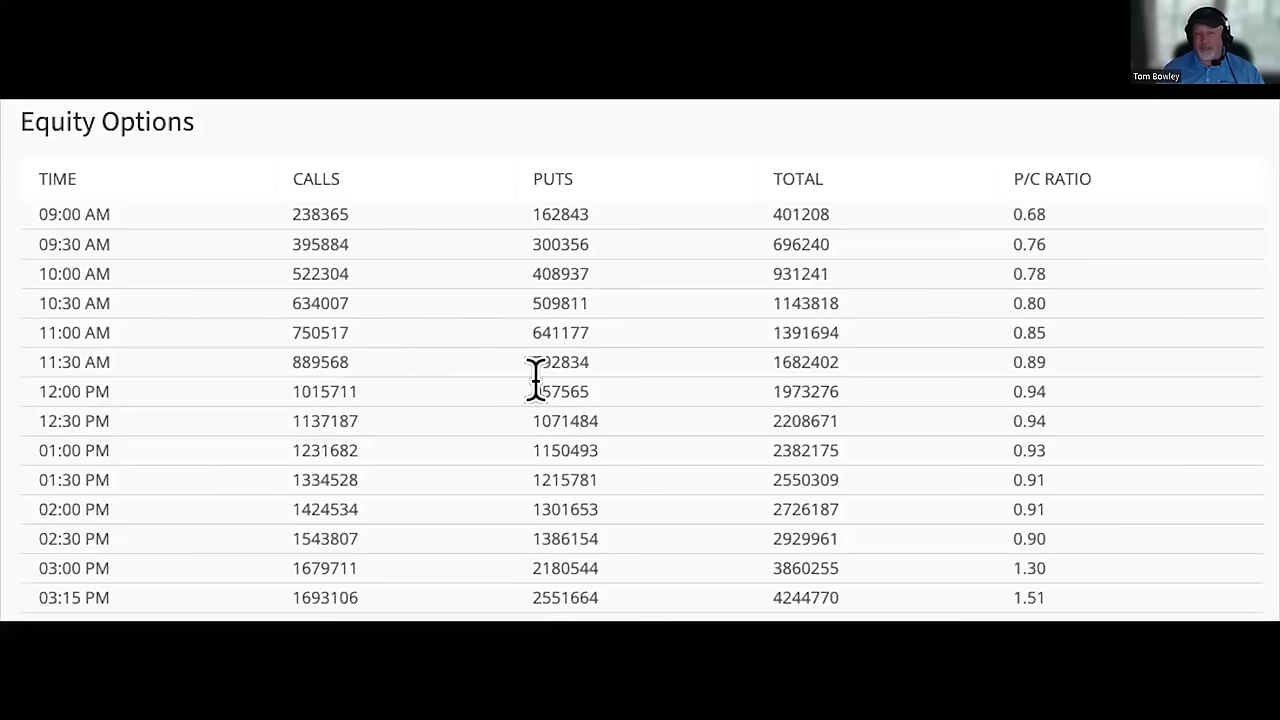 Tom Bowley
Equity Options
TIME CALLS PUTS TOTAL P/C RATIO
09:00 AM 238365 162843 401208 0.68
09:30 AM 395884 300356 696240 0.76
10:00 AM 522304 408937 931241 0.78
10:30 AM 634007 509811 1143818 0.80
11:00 AM 750517 641177 1391694 0.85
11:30 AM 889568 1682402 0.89
12:00 PM 1015711 1973276 0.94
12:30 PM 1137187 1071484 2208671 0.94
01:00 PM 1231682 1150493 2382175 0.93
01:30 PM 1334528 1215781 2550309 0.91
02:00 PM 1424534 1301653 2726187 0.91
02:30 PM 1543807 1386154 2929961 0.90
03:00 PM 1679711 2180544 3860255 1.30
03:15 PM 1693106 2551664 4244770 1.51